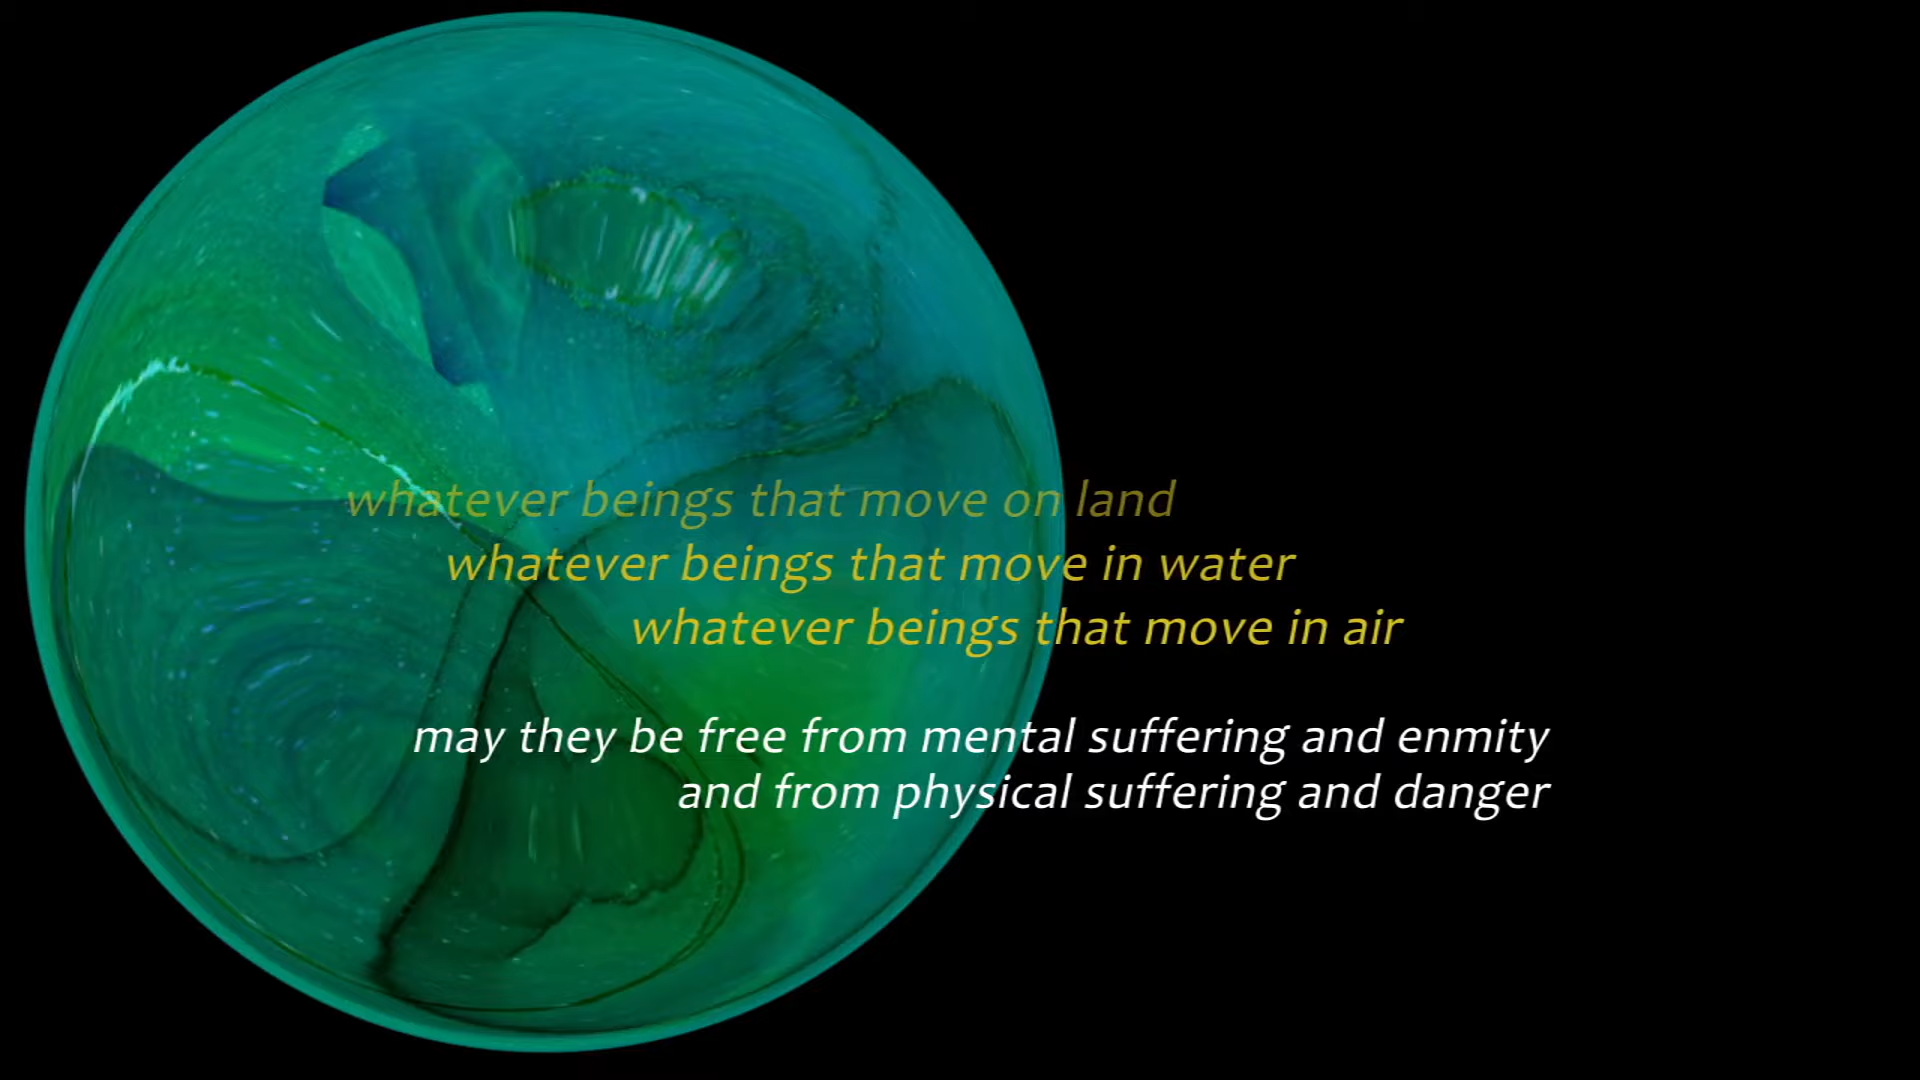 whatever beings that move on land
whatever beings that move in water
whatever beings that move in air
may they be free from mental suffering and enmity
and from physical suffering and danger